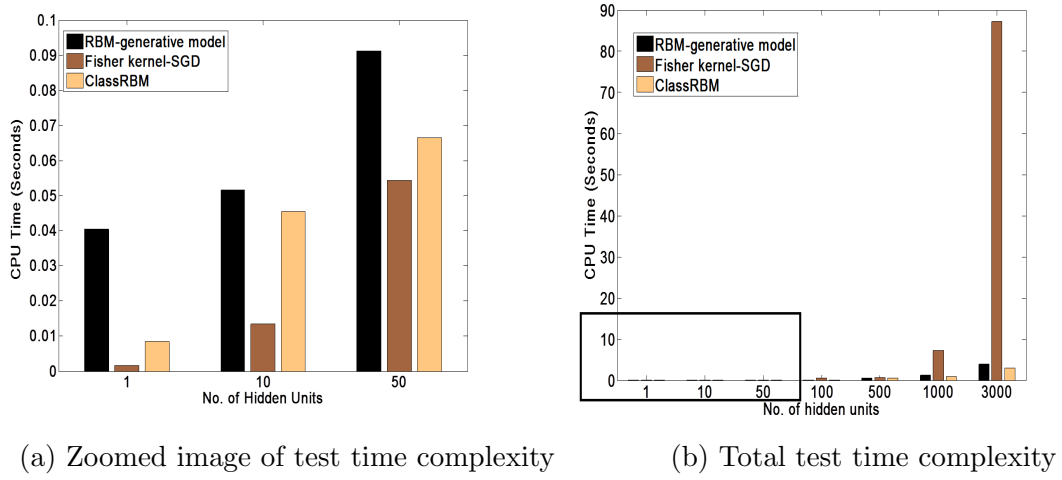 0.1
0.09
0.08
0.07
0.06
0.05
0.04
0.03
0.02
0.01
0
CPU Time (Seconds)
RBM-generative model
Fisher kernel-SGD
ClassRBM
1 10 50
No. of Hidden Units
(a) Zoomed image of test time complexity
90
80
70
60
50
40
30
20
10
0
CPU Time (Seconds)
RBM-generative model
Fisher kernel-SGD
ClassRBM
1 10 50 100 500 1000 3000
No. of hidden units
(b) Total test time complexity